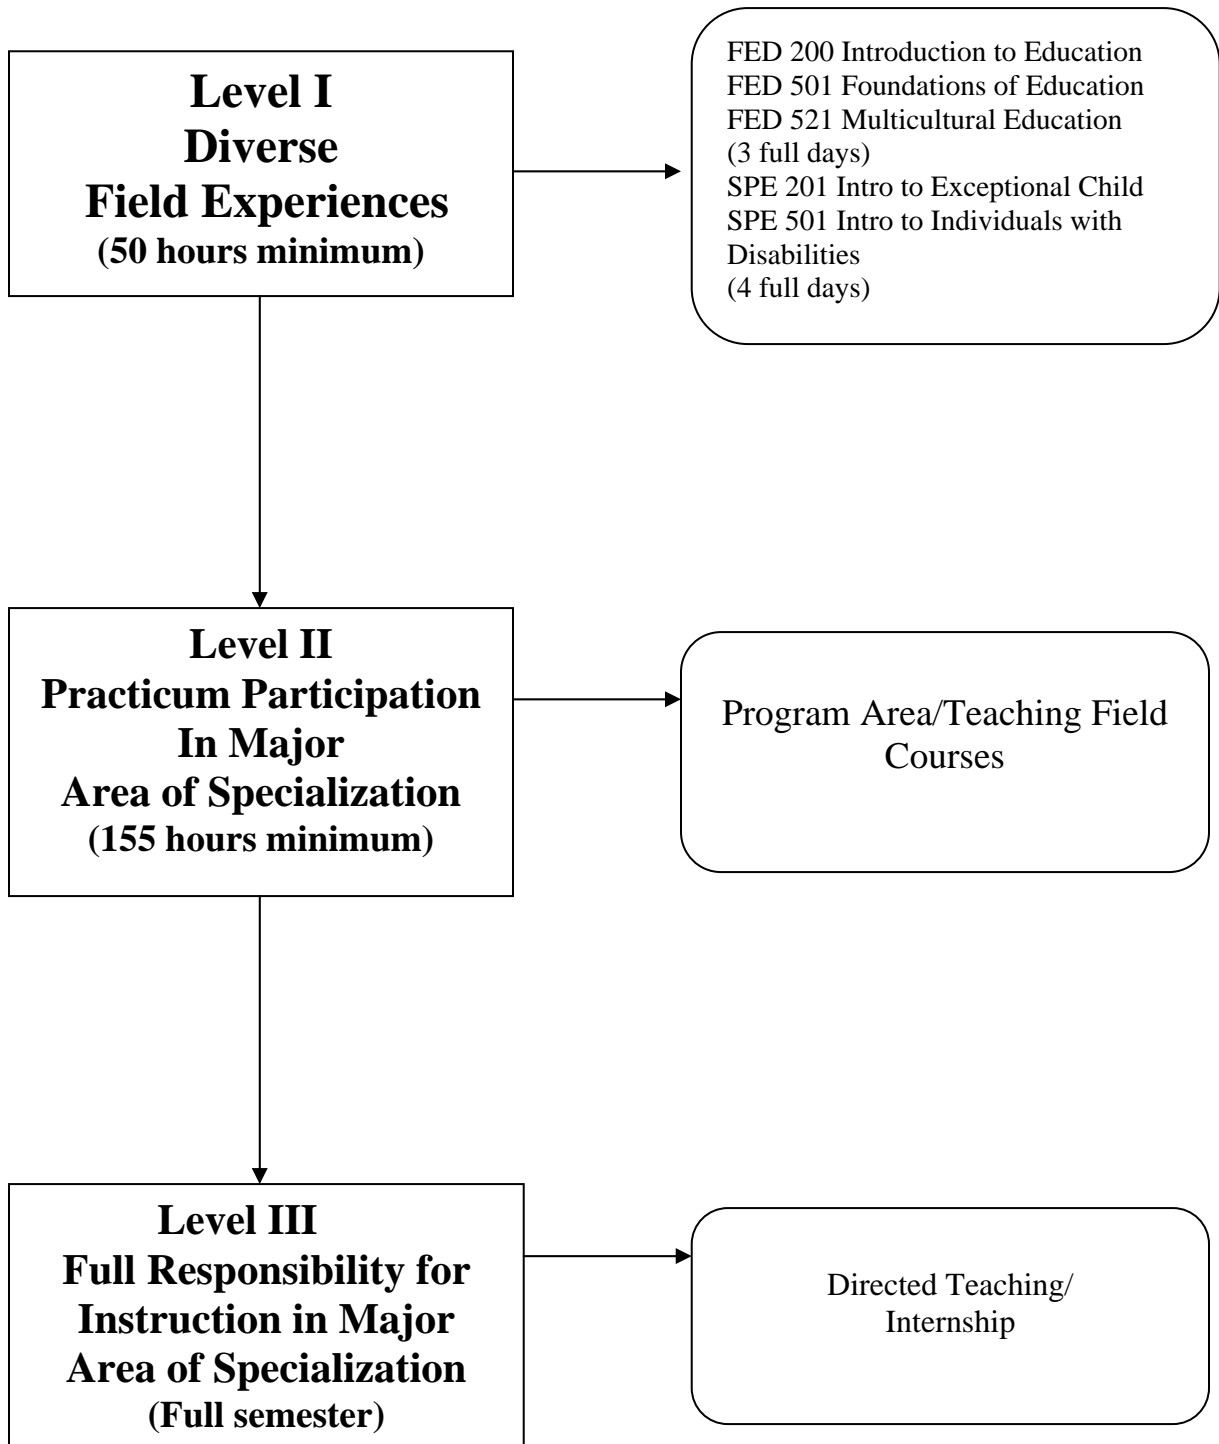 Level I
Diverse
Field Experiences
(50 hours minimum)
FED 200 Introduction to Education
FED 501 Foundations of Education
FED 521 Multicultural Education
(3 full days)
SPE 201 Intro to Exceptional Child
SPE 501 Intro to Individuals with
Disabilities
(4 full days)
Level II
Practicum Participation
In Major
Area of Specialization
(155 hours minimum)
Program Area/Teaching Field
Courses
Level III
Full Responsibility for
Instruction in Major
Area of Specialization
(Full semester)
Directed Teaching/
Internship